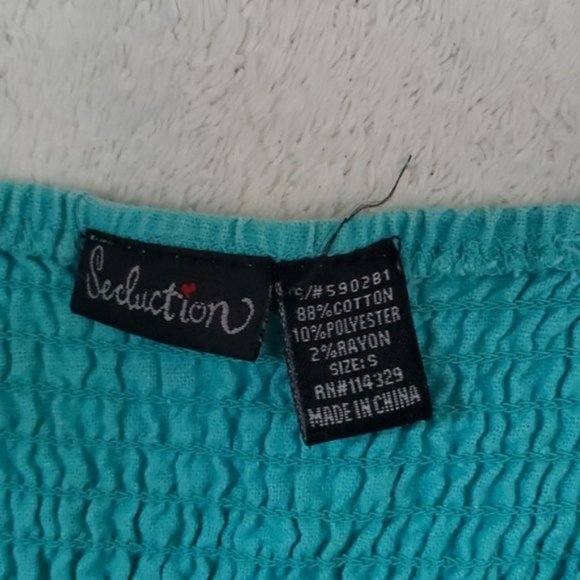 Seduction
S/#590281
88%COTTON
10%POLYESTER
2%RAYON
SIZE:S
RN#114329
MADE IN CHINA